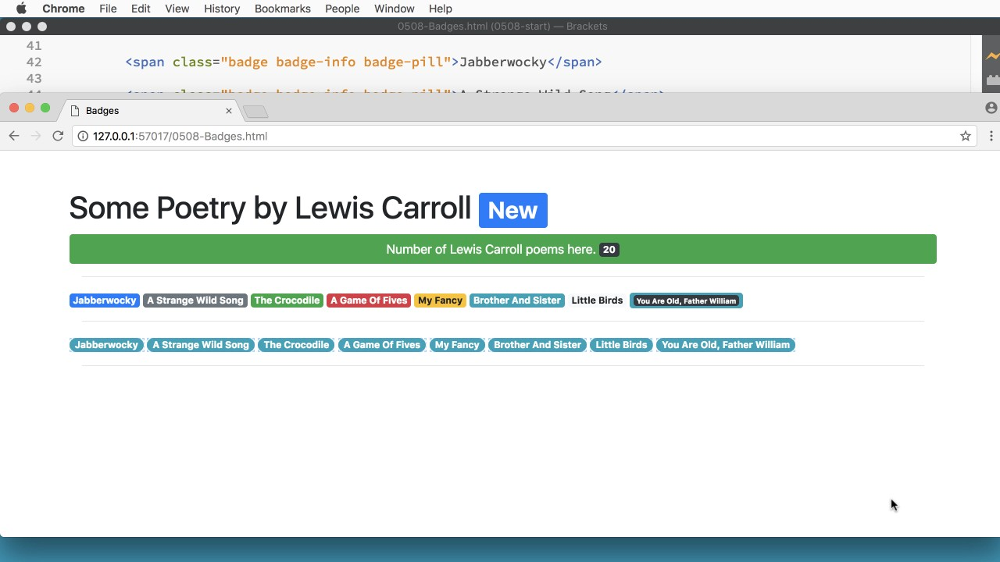 Chrome File Edit View History Bookmarks People Window Help
0508-Badges.html (0508-start) — Brackets
41
42 <span class="badge badge-info badge-pill">Jabberwocky</span>
43
Badges
127.0.0.1:57017/0508-Badges.html
Some Poetry by Lewis Carroll New
Number of Lewis Carroll poems here. 20
Jabberwocky A Strange Wild Song The Crocodile A Game Of Fives My Fancy Brother And Sister Little Birds You Are Old, Father William
Jabberwocky A Strange Wild Song The Crocodile A Game Of Fives My Fancy Brother And Sister Little Birds You Are Old, Father William